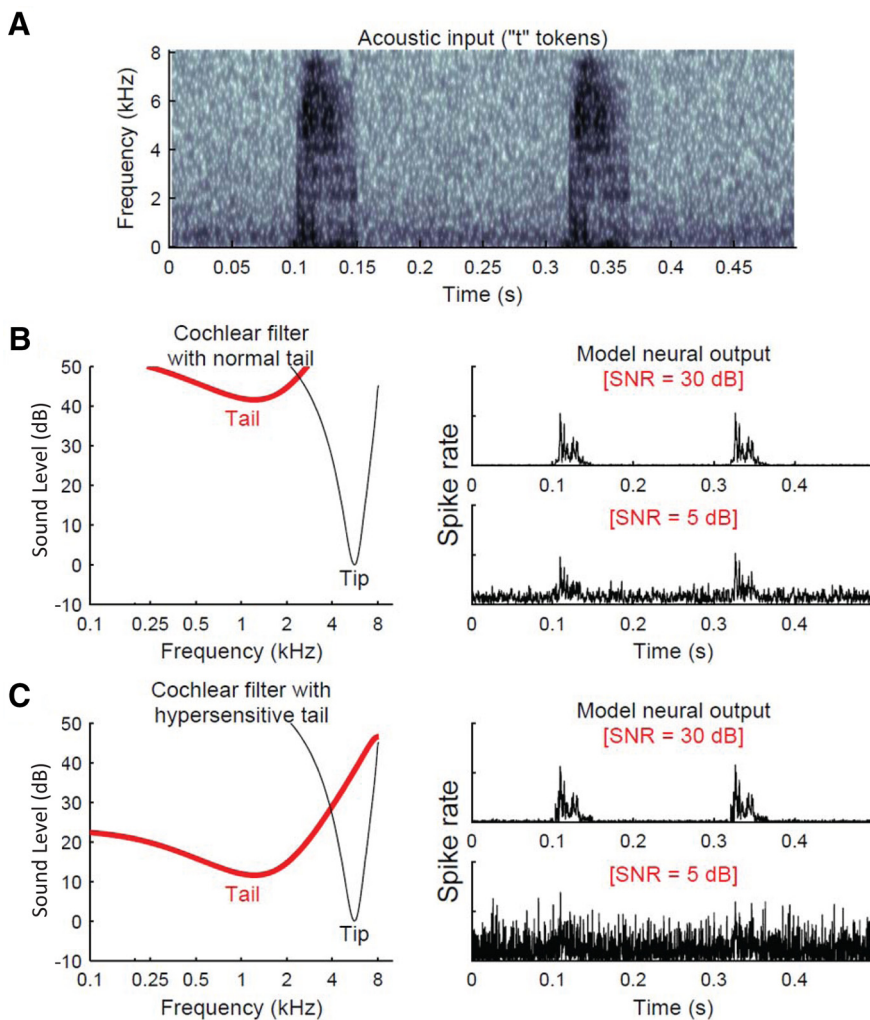 A
Acoustic input ("t" tokens)
Frequency (kHz)
8
6
4
2
0
0 0.05 0.1 0.15 0.2 0.25 0.3 0.35 0.4 0.45
Time (s)
B
Cochlear filter
with normal tail
Sound Level (dB)
50
40
30
20
10
0
-10
Tail
Tip
0.1 0.25 0.5 1 2 4 8
Frequency (kHz)
Model neural output
[SNR = 30 dB]
Spike rate
0 0.1 0.2 0.3 0.4
[SNR = 5 dB]
0 0.1 0.2 0.3 0.4
Time (s)
C
Cochlear filter with
hypersensitive tail
Sound Level (dB)
50
40
30
20
10
0
-10
Tail
Tip
0.1 0.25 0.5 1 2 4 8
Frequency (kHz)
Model neural output
[SNR = 30 dB]
Spike rate
0 0.1 0.2 0.3 0.4
[SNR = 5 dB]
0 0.1 0.2 0.3 0.4
Time (s)